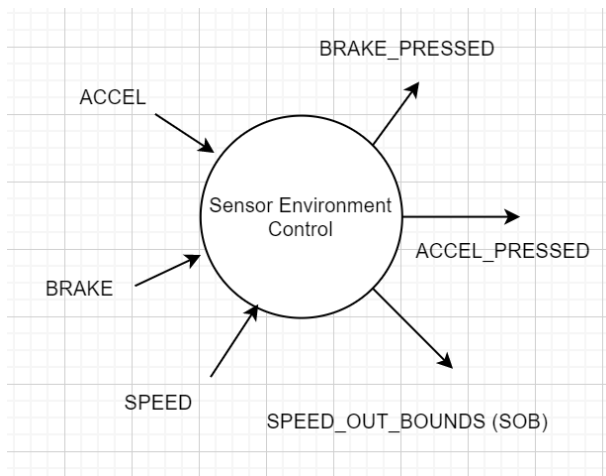 BRAKE_PRESSED
ACCEL
Sensor Environment
Control
ACCEL_PRESSED
BRAKE
SPEED
SPEED_OUT_BOUNDS (SOB)